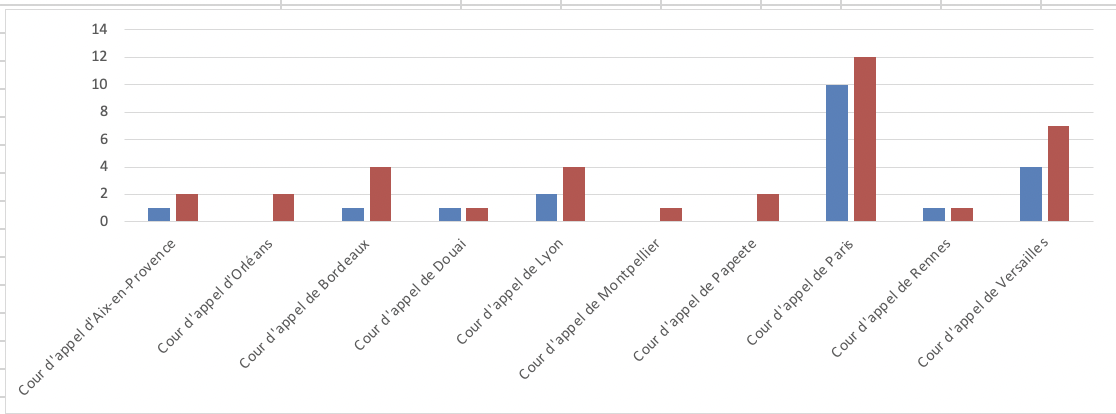 14
12
10
8
6
4
2
0
Cour d'appel d'Aix-en-Provence
Cour d'appel d'Orléans
Cour d'appel de Bordeaux
Cour d'appel de Douai
Cour d'appel de Lyon
Cour d'appel de Montpellier
Cour d'appel de Papeete
Cour d'appel de Paris
Cour d'appel de Rennes
Cour d'appel de Versailles